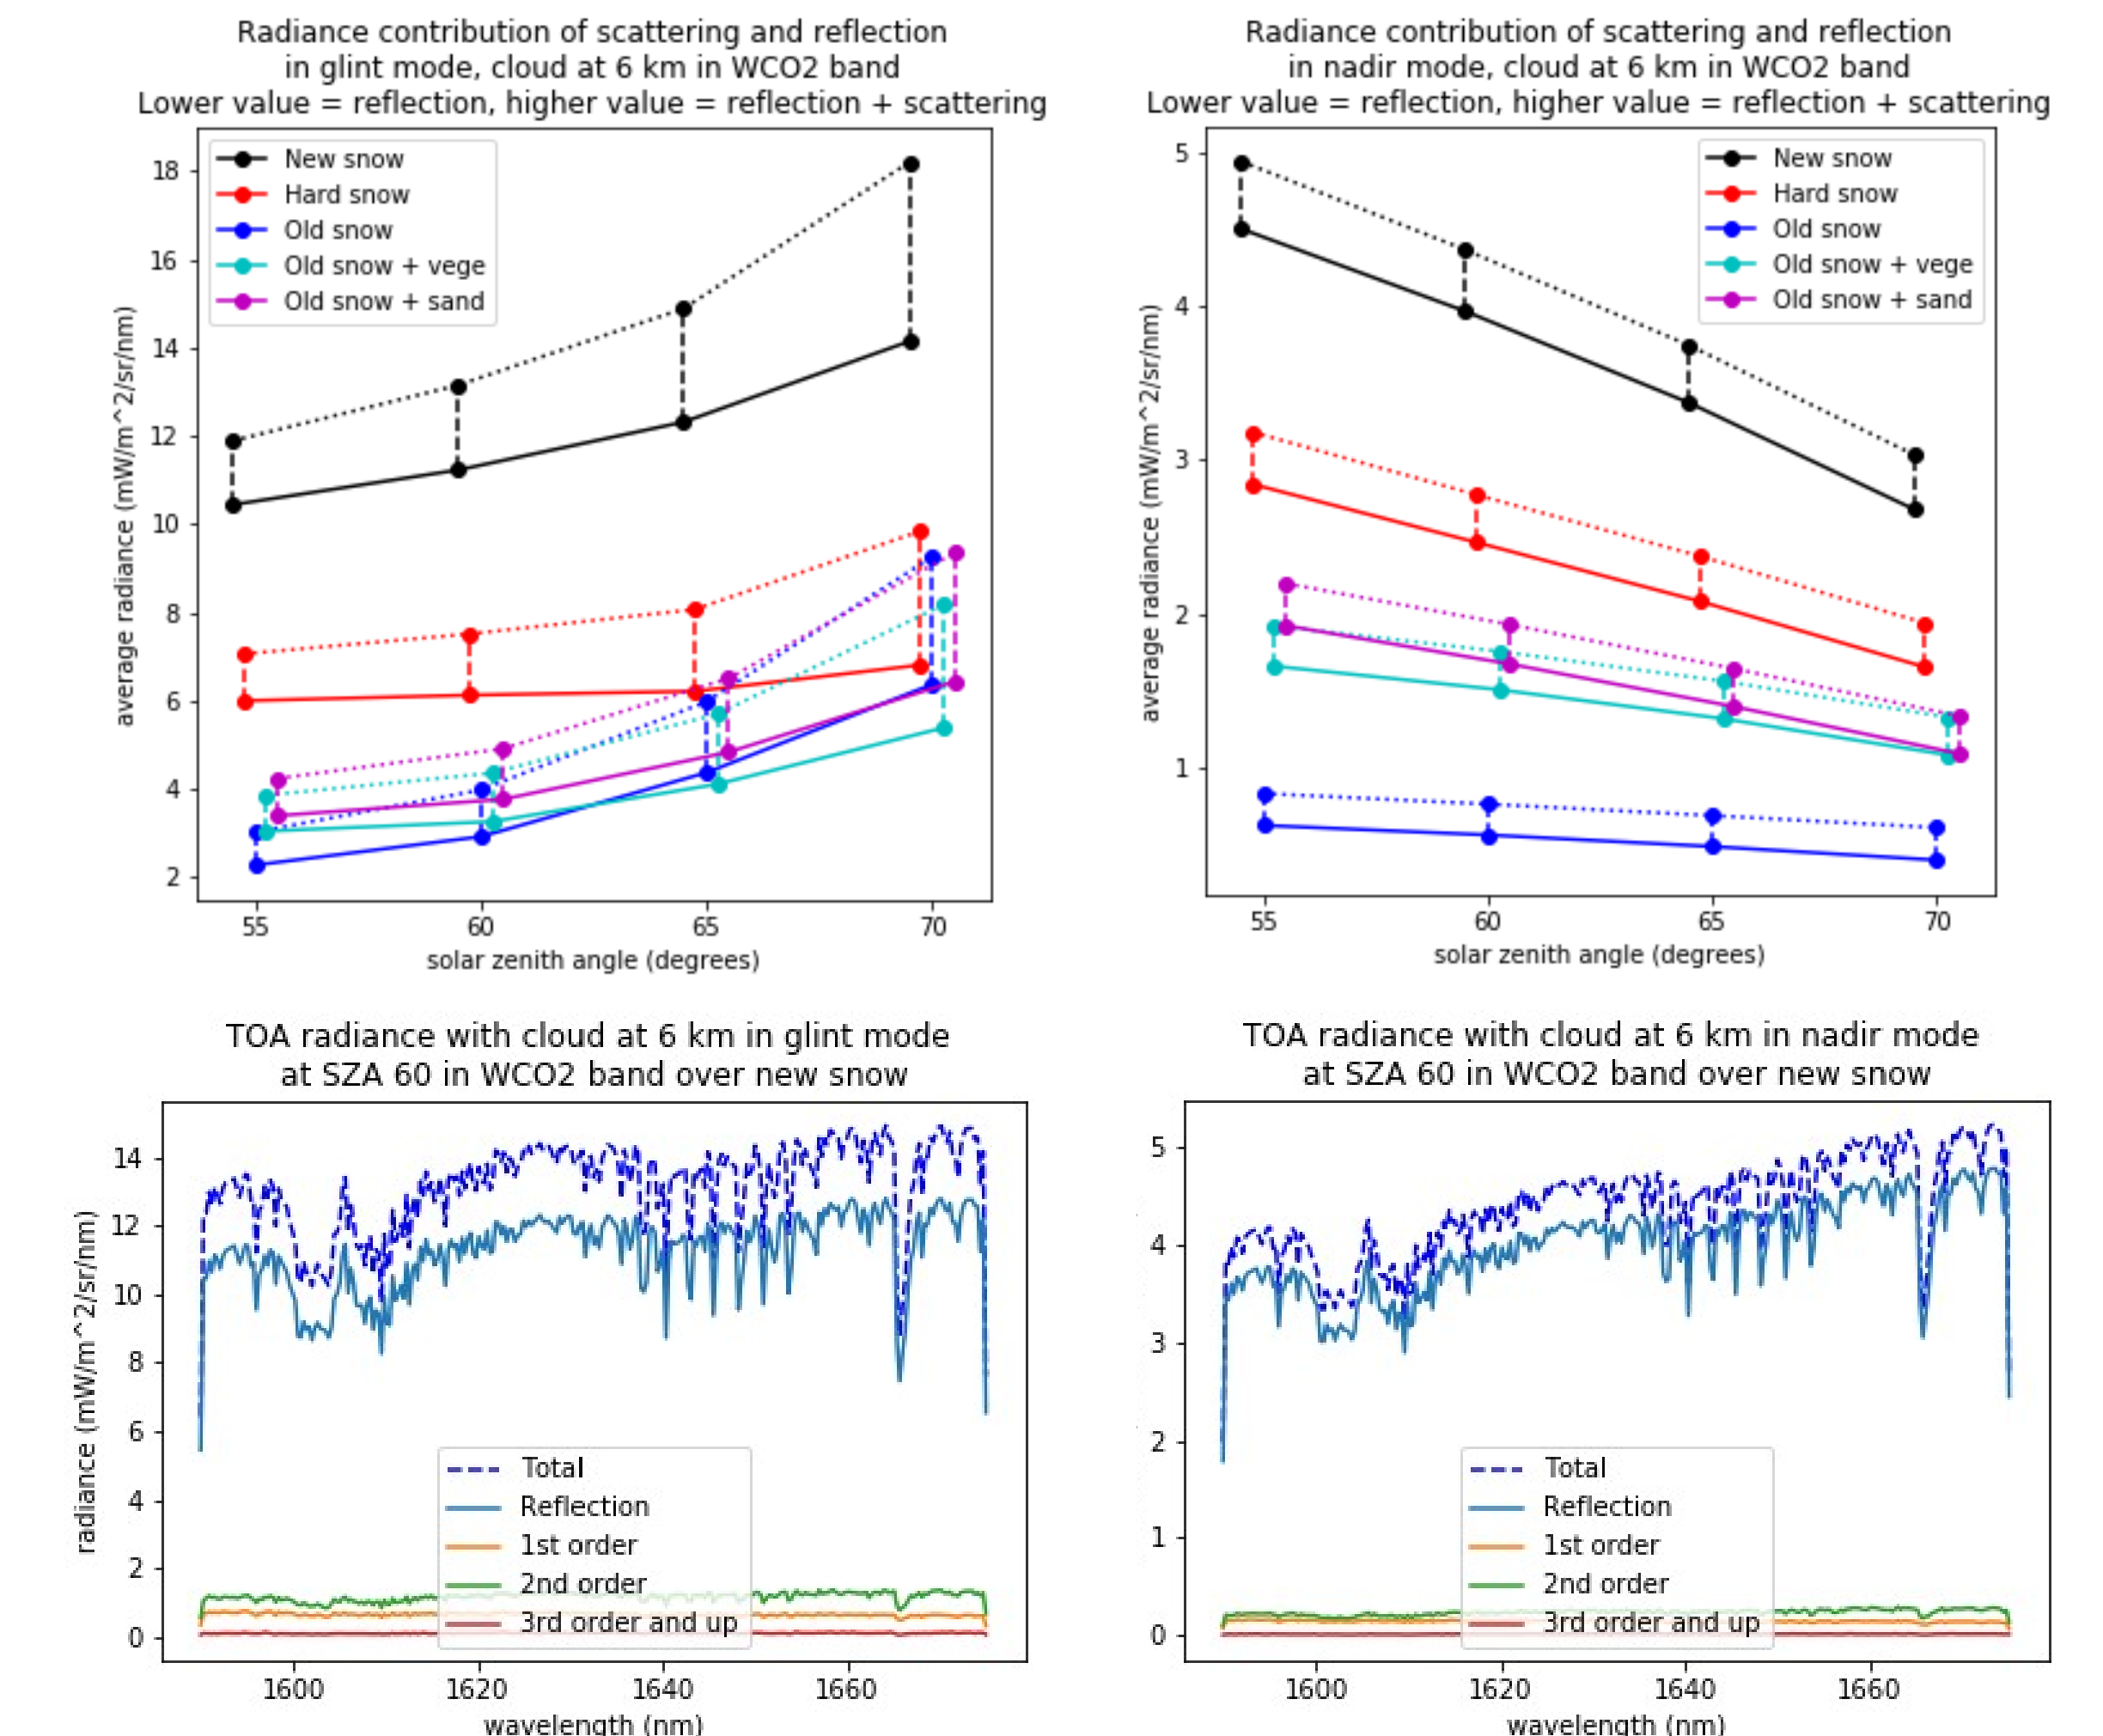 Radiance contribution of scattering and reflection
in glint mode, cloud at 6 km in WCO2 band
Lower value = reflection, higher value = reflection + scattering
New snow
Hard snow
Old snow
Old snow + vege
Old snow + sand
18
16
14
12
10
8
6
4
2
average radiance (mW/m^2/sr/nm)
55 60 65 70
solar zenith angle (degrees)
Radiance contribution of scattering and reflection
in nadir mode, cloud at 6 km in WCO2 band
Lower value = reflection, higher value = reflection + scattering
New snow
Hard snow
Old snow
Old snow + vege
Old snow + sand
5
4
3
2
1
average radiance (mW/m^2/sr/nm)
55 60 65 70
solar zenith angle (degrees)
TOA radiance with cloud at 6 km in glint mode
at SZA 60 in WCO2 band over new snow
14
12
10
8
6
4
2
0
radiance (mW/m^2/sr/nm)
Total
Reflection
1st order
2nd order
3rd order and up
1600 1620 1640 1660
wavelength (nm)
TOA radiance with cloud at 6 km in nadir mode
at SZA 60 in WCO2 band over new snow
5
4
3
2
1
0
Total
Reflection
1st order
2nd order
3rd order and up
1600 1620 1640 1660
wavelength (nm)